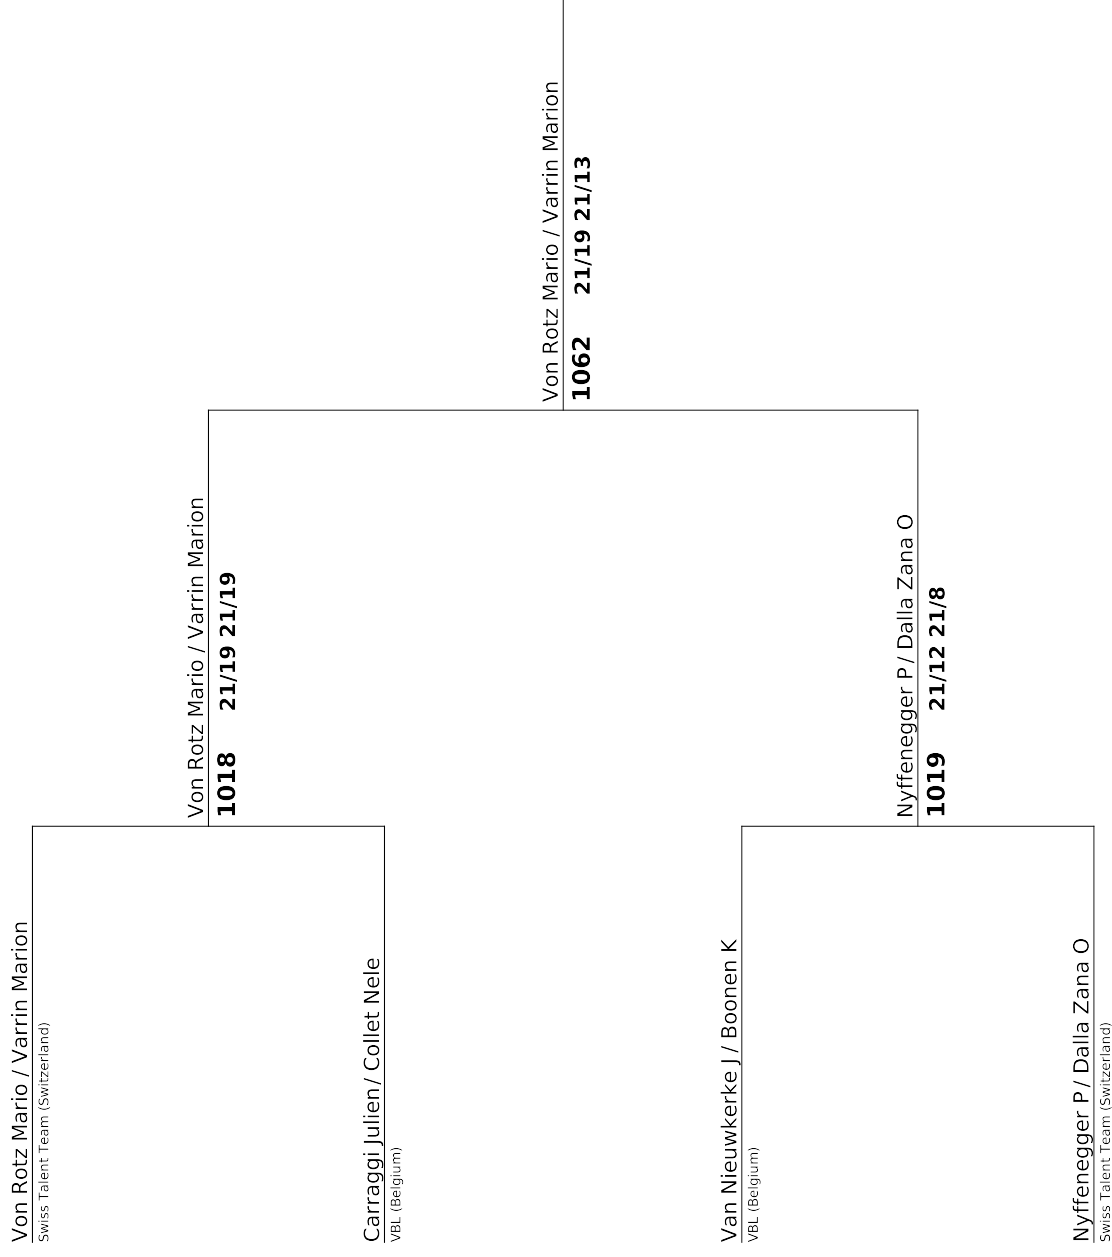 Von Rotz Mario / Varrin Marion
Swiss Talent Team (Switzerland)
Von Rotz Mario / Varrin Marion
1018 21/19 21/19
Carraggi Julien / Collet Nele
VBL (Belgium)
Von Rotz Mario / Varrin Marion
1062 21/19 21/13
Van Nieuwkerke J / Boonen K
VBL (Belgium)
Nyffenegger P / Dalla Zana O
1019 21/12 21/8
Nyffenegger P / Dalla Zana O
Swiss Talent Team (Switzerland)